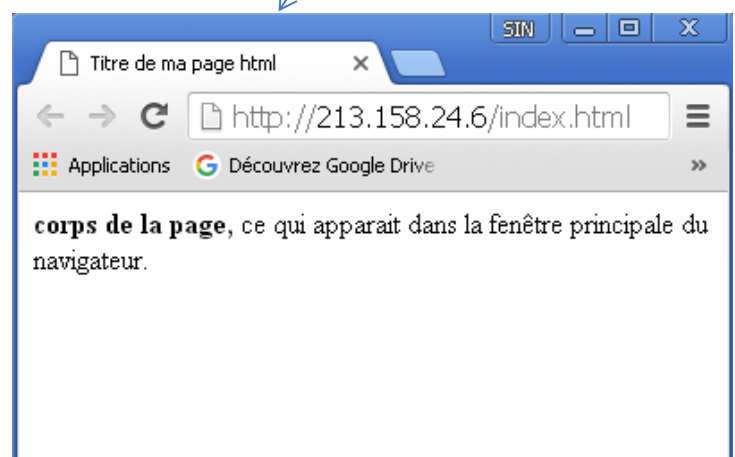 SIN
Titre de ma page html
http://213.158.24.6/index.html
Applications Découvrez Google Drive
corps de la page, ce qui apparait dans la fenêtre principale du
navigateur.